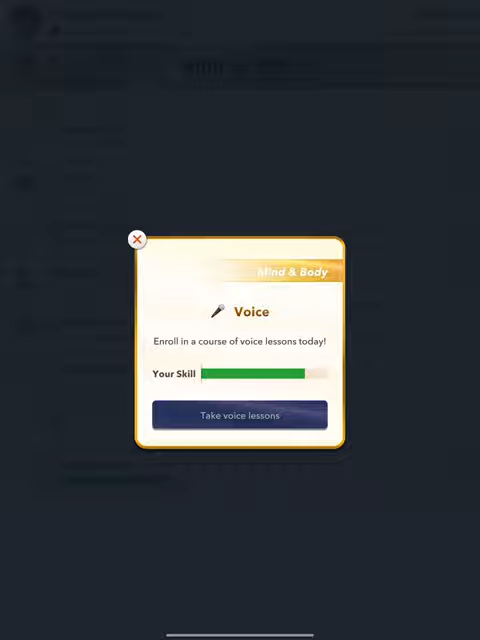 Mind & Body
Voice
Enroll in a course of voice lessons today!
Your Skill
Take voice lessons